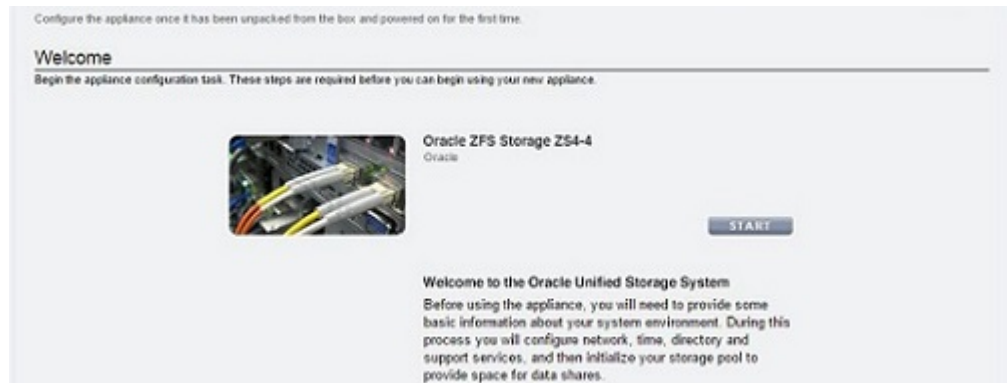 Configure the appliance once it has been unpacked from the box and powered on for the first time.
Welcome
Begin the appliance configuration task. These steps are required before you can begin using your new appliance.
Oracle ZFS Storage ZS4-4
Oracle
START
Welcome to the Oracle Unified Storage System
Before using the appliance, you will need to provide some
basic information about your system environment. During this
process you will configure network, time, directory and
support services, and then initialize your storage pool to
provide space for data shares.